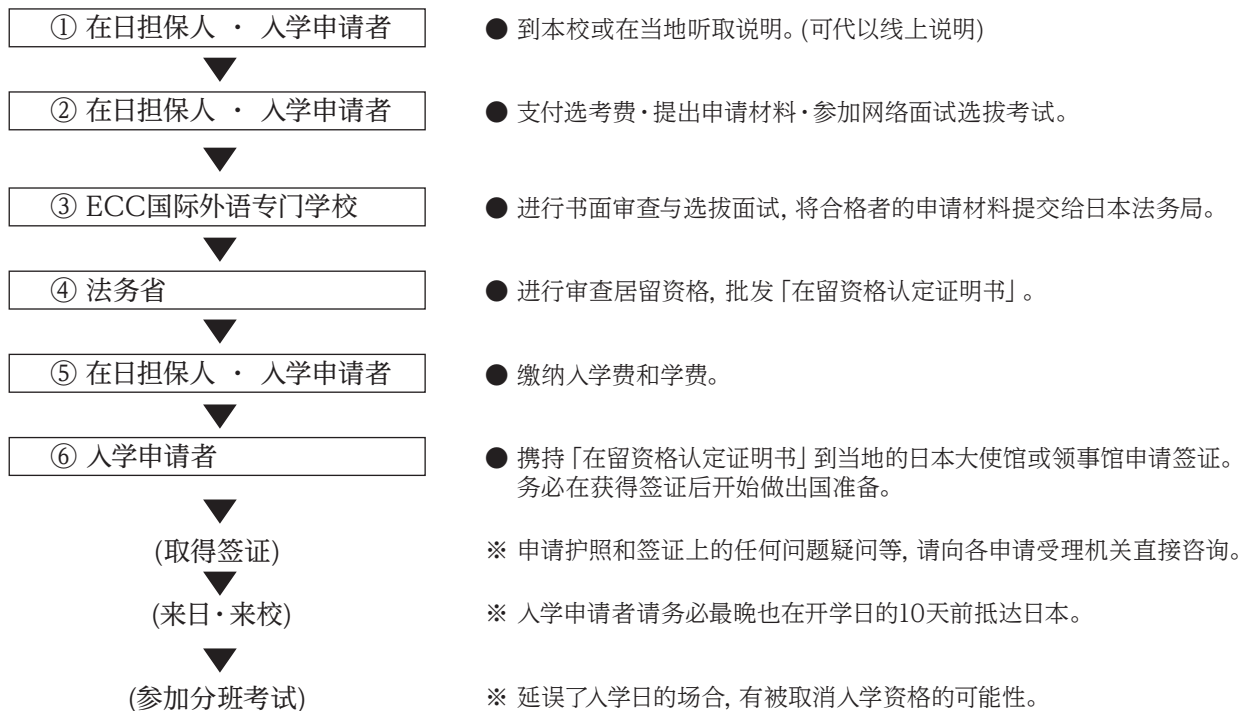 ① 在日担保人 · 入学申请者
● 到本校或在当地听取说明。(可代以线上说明)
② 在日担保人 · 入学申请者
● 支付选考费·提出申请材料·参加网络面试选拔考试。
③ ECC国际外语专门学校
● 进行书面审查与选拔面试, 将合格者的申请材料提交给日本法务局。
④ 法务省
● 进行审查居留资格, 批发「在留资格认定证明书」。
⑤ 在日担保人 · 入学申请者
● 缴纳入学费和学费。
⑥ 入学申请者
● 携持「在留资格认定证明书」到当地的日本大使馆或领事馆申请签证。
务必在获得签证后开始做出国准备。
(取得签证)
※ 申请护照和签证上的任何问题疑问等, 请向各申请受理机关直接咨询。
(来日·来校)
※ 入学申请者请务必最晚也在开学日的10天前抵达日本。
(参加分班考试)
※ 延误了入学日的场合, 有被取消入学资格的可能性。